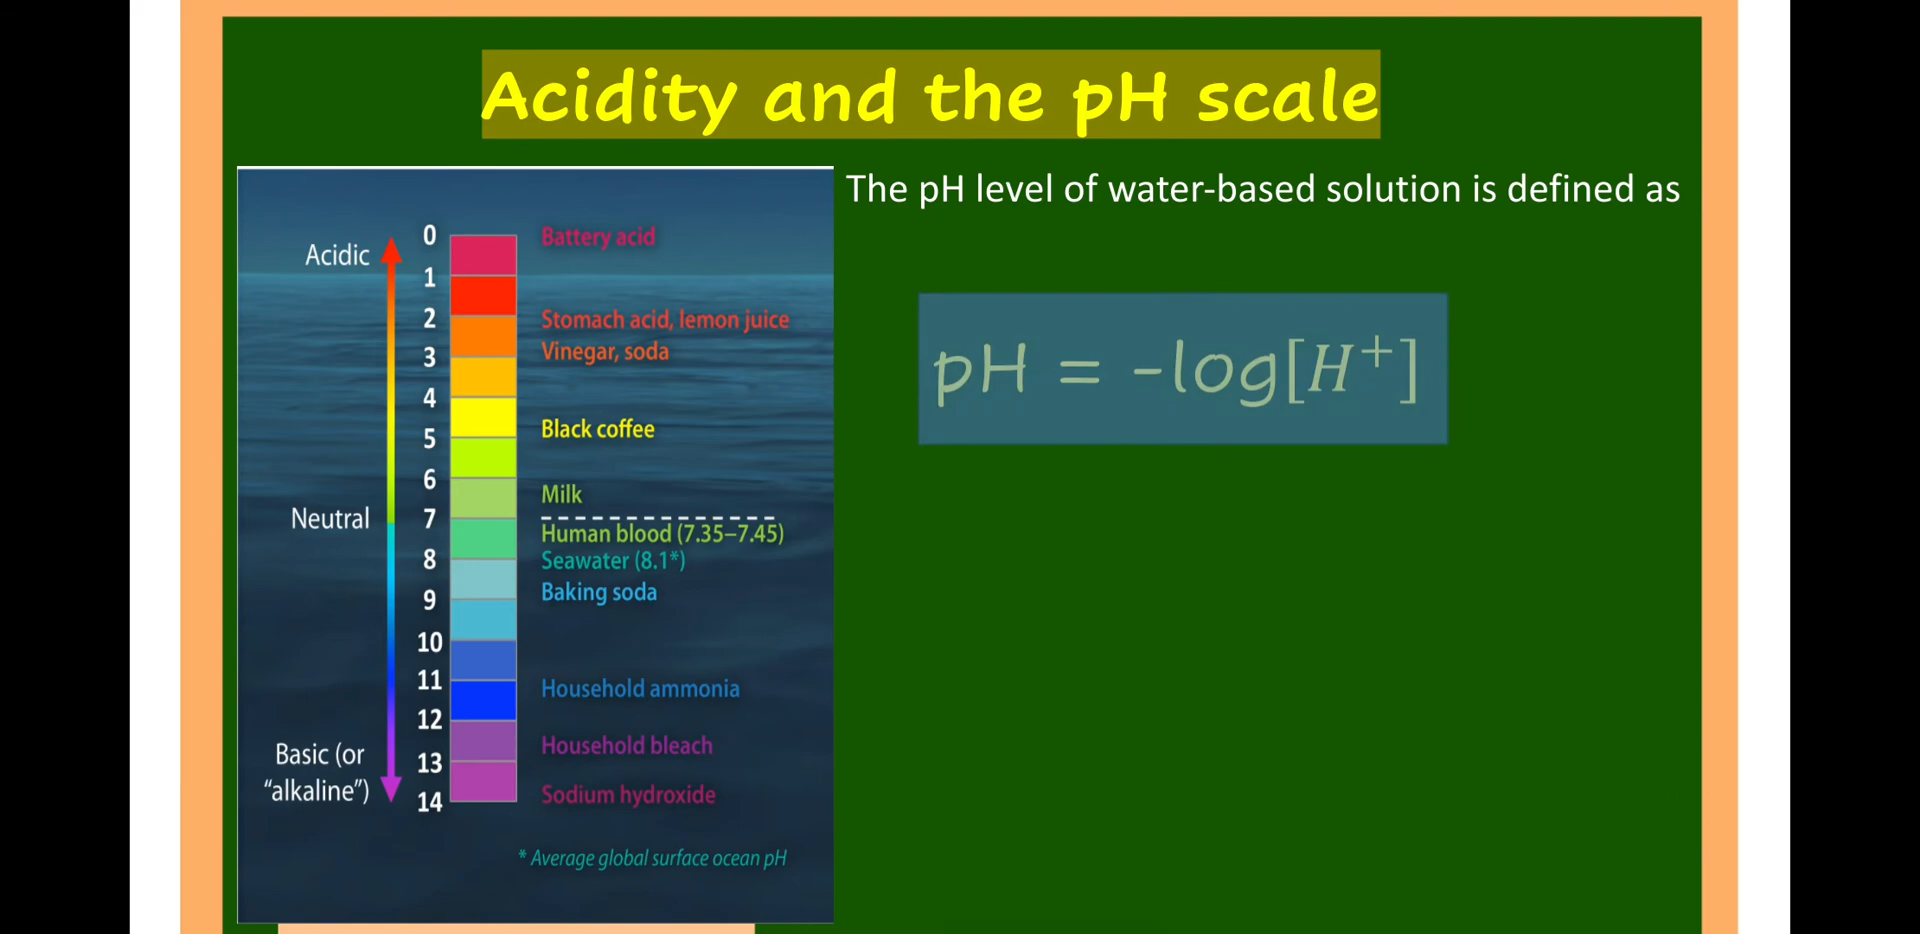 Acidity and the pH scale
The pH level of water-based solution is defined as
pH = -log[H⁺]
Acidic
Neutral
Basic (or
“alkaline”)
0
1
2
3
4
5
6
7
8
9
10
11
12
13
14
Battery acid
Stomach acid, lemon juice
Vinegar, soda
Black coffee
Milk
Human blood (7.35–7.45)
Seawater (8.1*)
Baking soda
Household ammonia
Household bleach
Sodium hydroxide
* Average global surface ocean pH